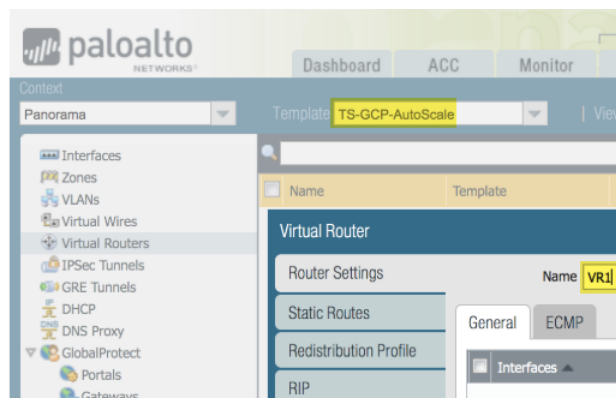 paloalto
NETWORKS®
Dashboard ACC Monitor
Context
Panorama
Template TS-GCP-AutoScale
View
Interfaces
Zones
VLANs
Virtual Wires
Virtual Routers
IPSec Tunnels
GRE Tunnels
DHCP
DNS Proxy
GlobalProtect
Portals
Gateways
Name Template
Virtual Router
Router Settings
Static Routes
Redistribution Profile
RIP
Name VR1
General ECMP
Interfaces